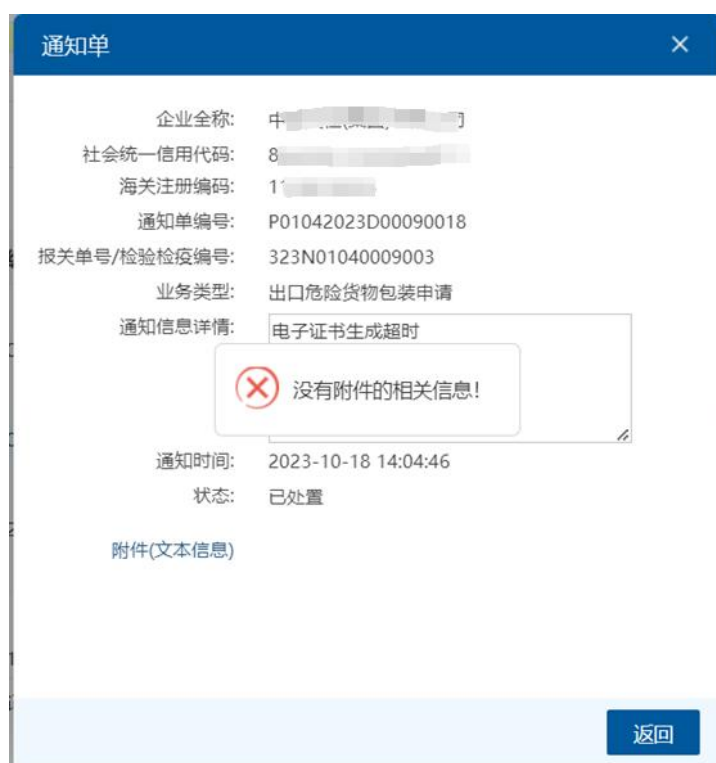 通知单
企业全称: 中
社会统一信用代码: 8
海关注册编码: 1
通知单编号: P01042023D00090018
报关单号/检验检疫编号: 323N01040009003
业务类型: 出口危险货物包装申请
通知信息详情: 电子证书生成超时
没有附件的相关信息!
通知时间: 2023-10-18 14:04:46
状态: 已处置
附件(文本信息)
返回